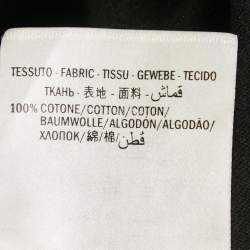 TESSUTO - FABRIC - TISSU - GEWEBE - TECIDO
ТКАНЬ - 表地 - 面料 - قماش
100% COTONE/COTTON/COTON/
BAUMWOLLE/ALGODON/ALGODÃO/
ХЛОПОК/綿/棉/قطن